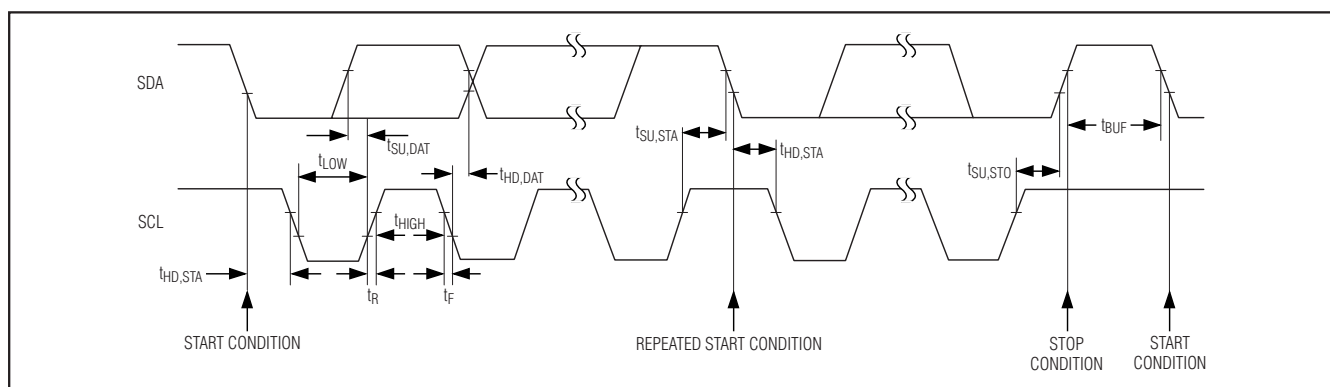 SDA
tSU,STA
tBUF
tSU,DAT
tHD,STA
tLOW
tHD,DAT
tSU,STO
SCL
tHIGH
tHD,STA
tR
tF
START CONDITION
REPEATED START CONDITION
STOP
CONDITION
START
CONDITION